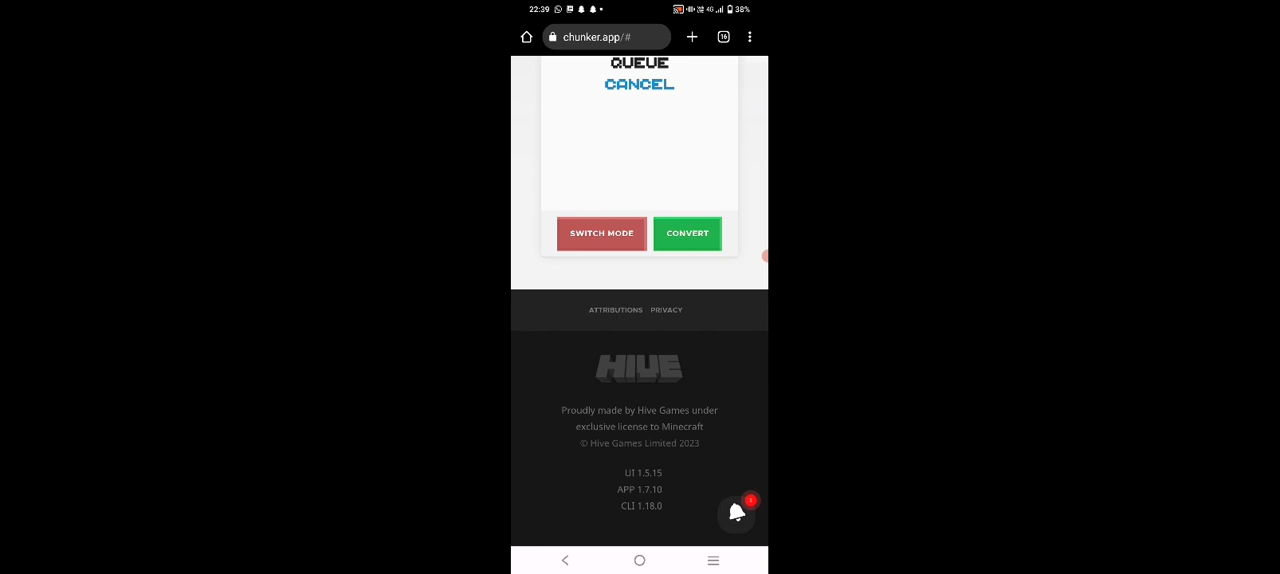 22:39 4G 38%
chunker.app/# 16
QUEUE
CANCEL
SWITCH MODE CONVERT
ATTRIBUTIONS PRIVACY
HIVE
Proudly made by Hive Games under
exclusive license to Minecraft
© Hive Games Limited 2023
UI 1.5.15
APP 1.7.10
CLI 1.18.0
1